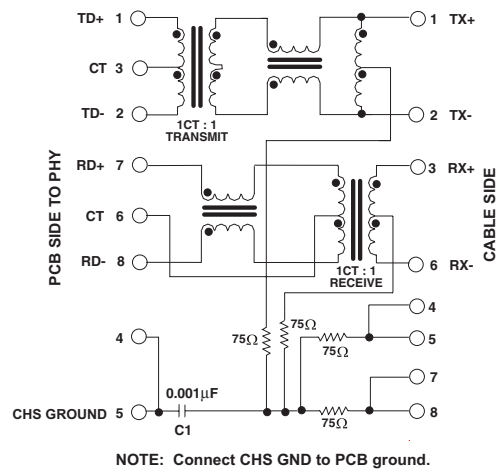 TD+ 1
1 TX+
CT 3
TD- 2
2 TX-
1CT : 1
TRANSMIT
PCB SIDE TO PHY
CABLE SIDE
RD+ 7
3 RX+
CT 6
RD- 8
6 RX-
1CT : 1
RECEIVE
4
75Ω
75Ω
75Ω
4
5
7
0.001µF
CHS GROUND 5
C1
75Ω
8
NOTE: Connect CHS GND to PCB ground.